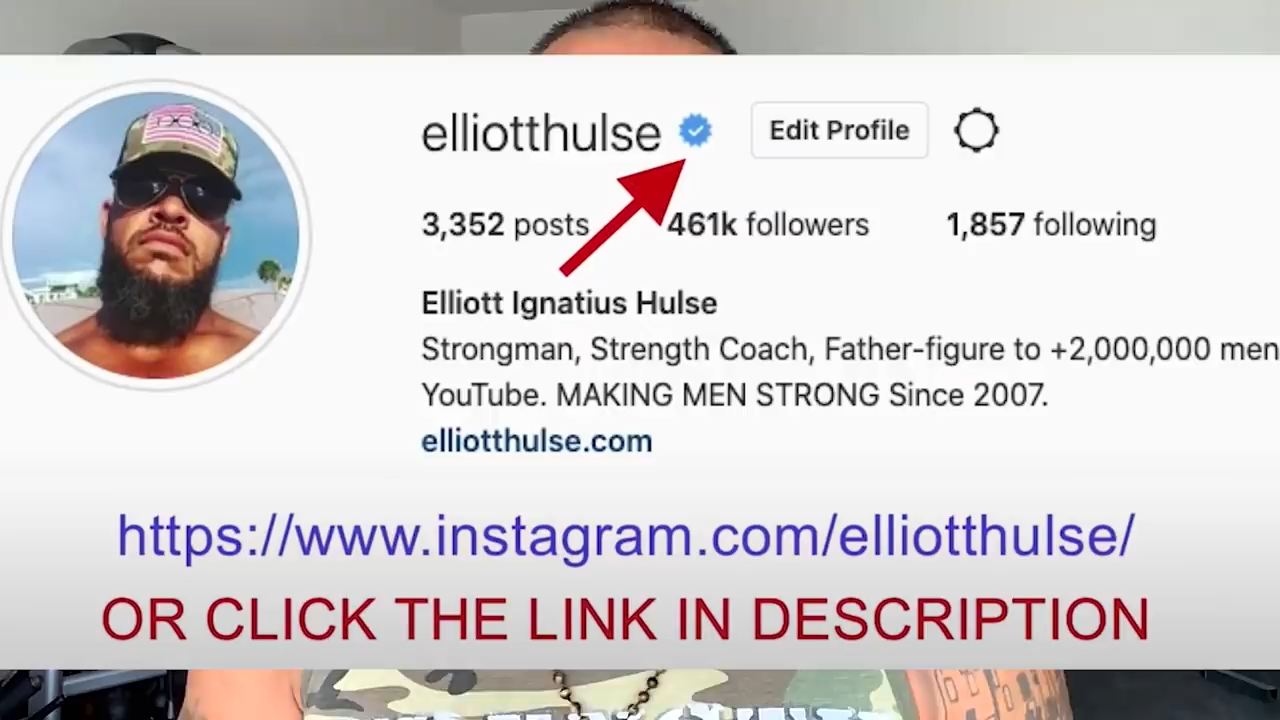 elliotthulse Edit Profile
3,352 posts 461k followers 1,857 following
Elliott Ignatius Hulse
Strongman, Strength Coach, Father-figure to +2,000,000 men
YouTube. MAKING MEN STRONG Since 2007.
elliotthulse.com
https://www.instagram.com/elliotthulse/
OR CLICK THE LINK IN DESCRIPTION